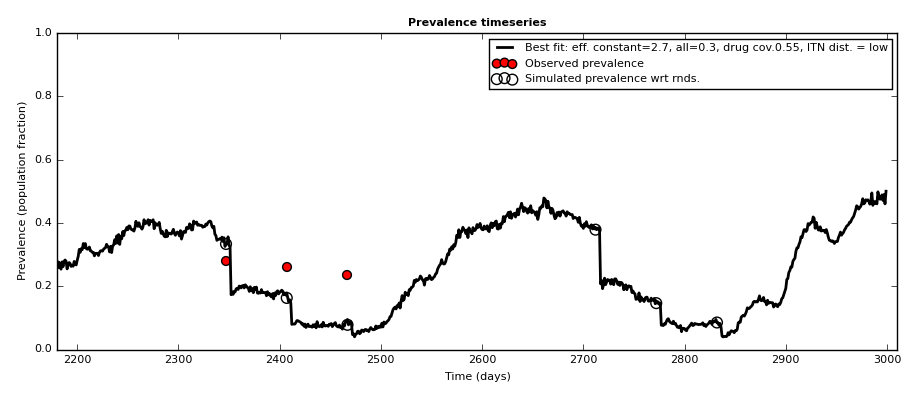 Prevalence timeseries
Best fit: eff. constant=2.7, all=0.3, drug cov.0.55, ITN dist. = low
Observed prevalence
Simulated prevalence wrt rnds.
Prevalence (population fraction)
1.0
0.8
0.6
0.4
0.2
0.0
2200 2300 2400 2500 2600 2700 2800 2900 3000
Time (days)